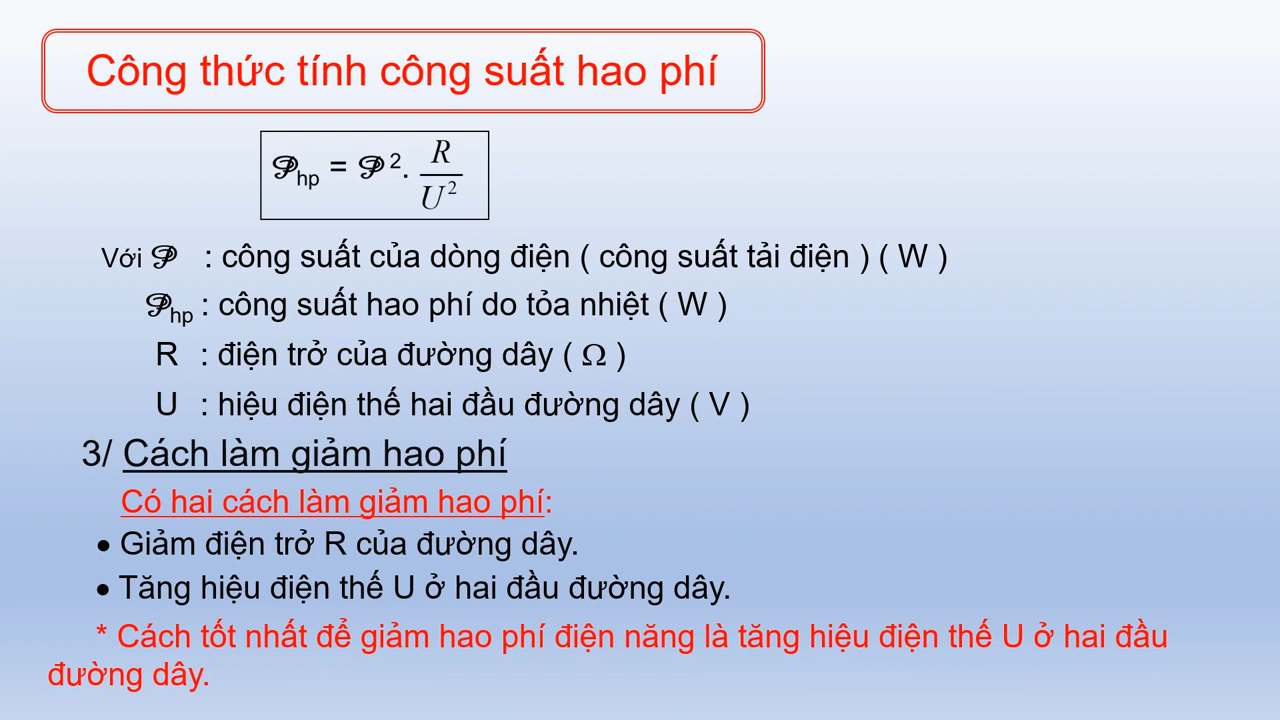 Công thức tính công suất hao phí
𝒫hp = 𝒫². R/U²
Với 𝒫 : công suất của dòng điện ( công suất tải điện ) ( W )
𝒫hp : công suất hao phí do tỏa nhiệt ( W )
R : điện trở của đường dây ( Ω )
U : hiệu điện thế hai đầu đường dây ( V )
3/ Cách làm giảm hao phí
Có hai cách làm giảm hao phí:
• Giảm điện trở R của đường dây.
• Tăng hiệu điện thế U ở hai đầu đường dây.
* Cách tốt nhất để giảm hao phí điện năng là tăng hiệu điện thế U ở hai đầu
đường dây.